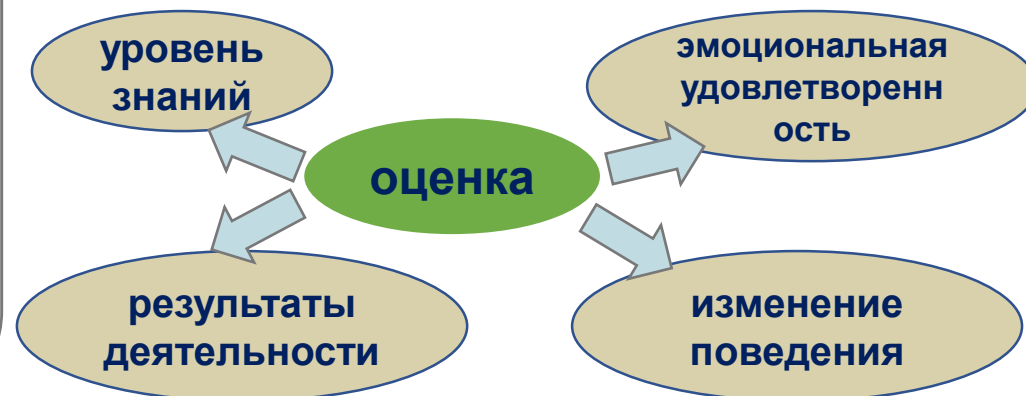 уровень
знаний
эмоциональная
удовлетворенн
ость
оценка
результаты
деятельности
изменение
поведения